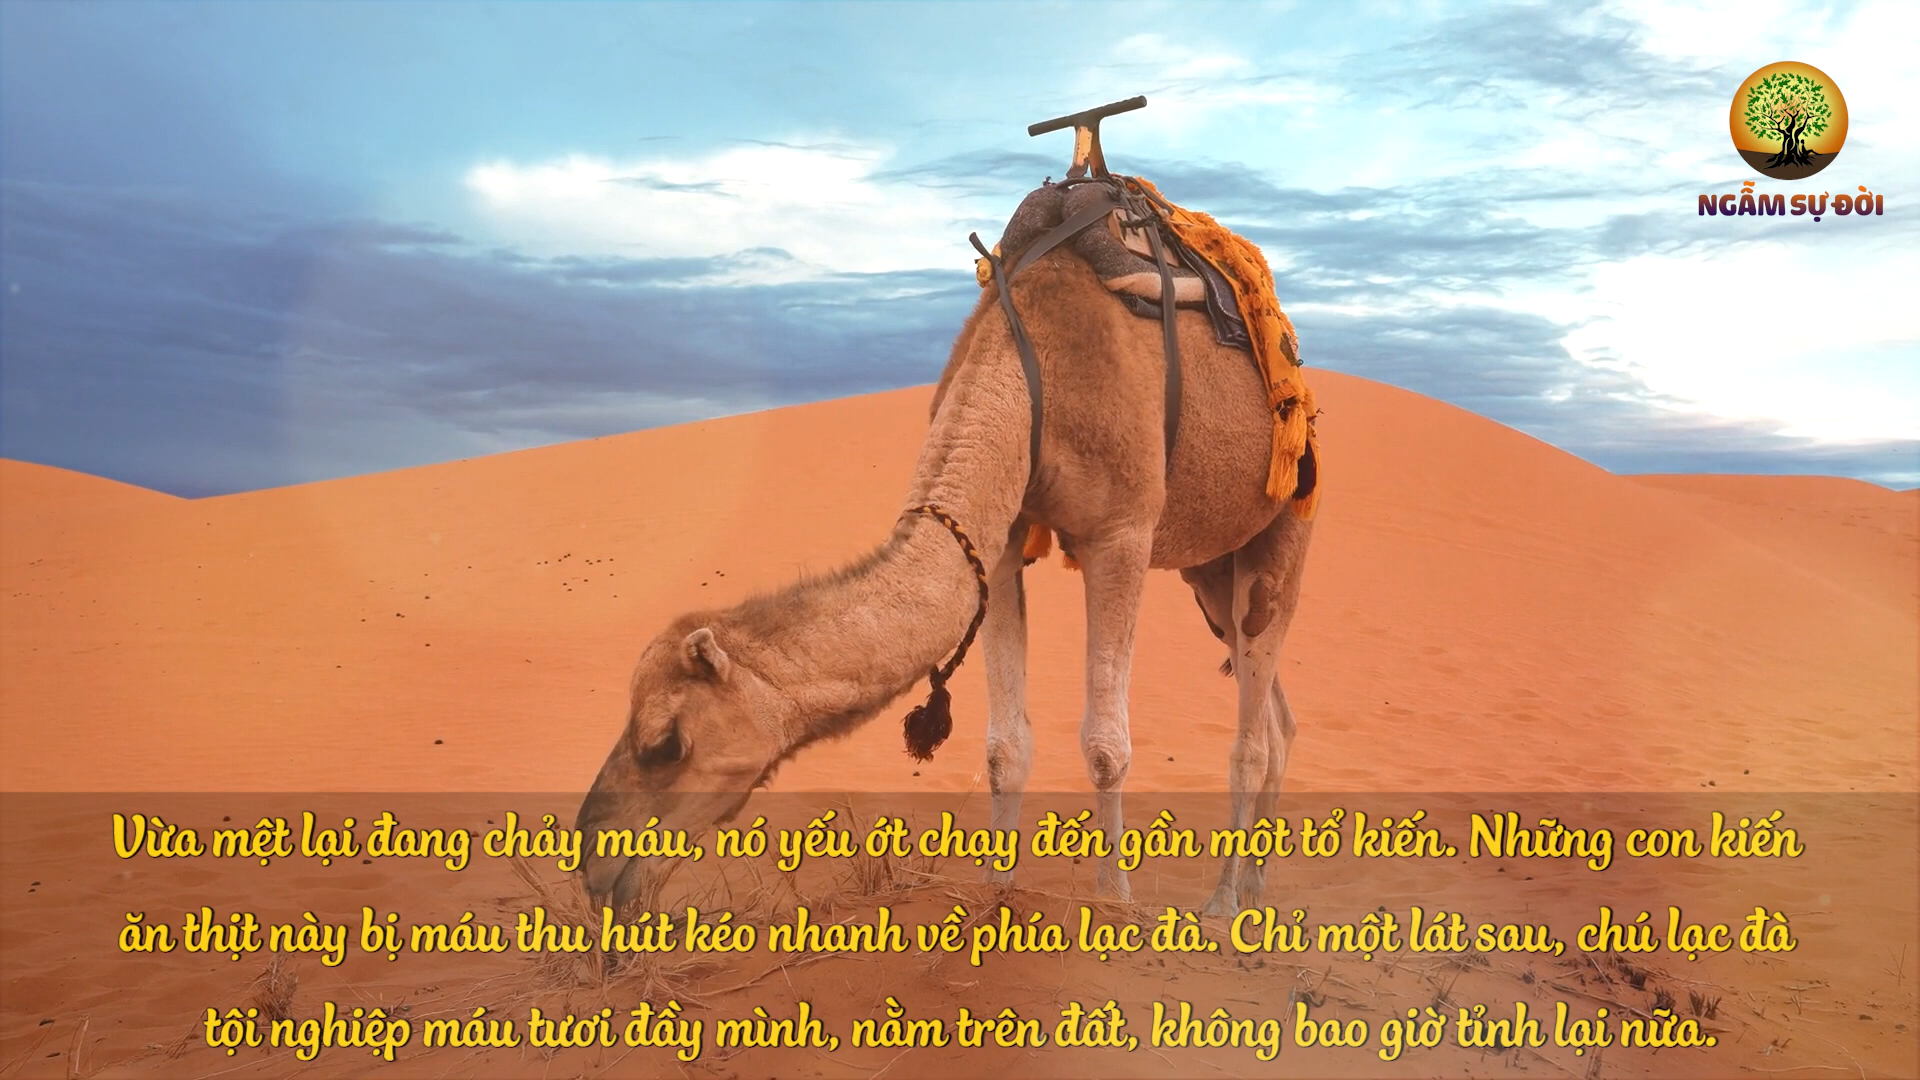 NGẪM SỰ ĐỜI
Vừa mệt lại đang chảy máu, nó yếu ớt chạy đến gần một tổ kiến. Những con kiến
ăn thịt này bị máu thu hút kéo nhanh về phía lạc đà. Chỉ một lát sau, chú lạc đà
tội nghiệp máu tươi đầy mình, nằm trên đất, không bao giờ tỉnh lại nữa.